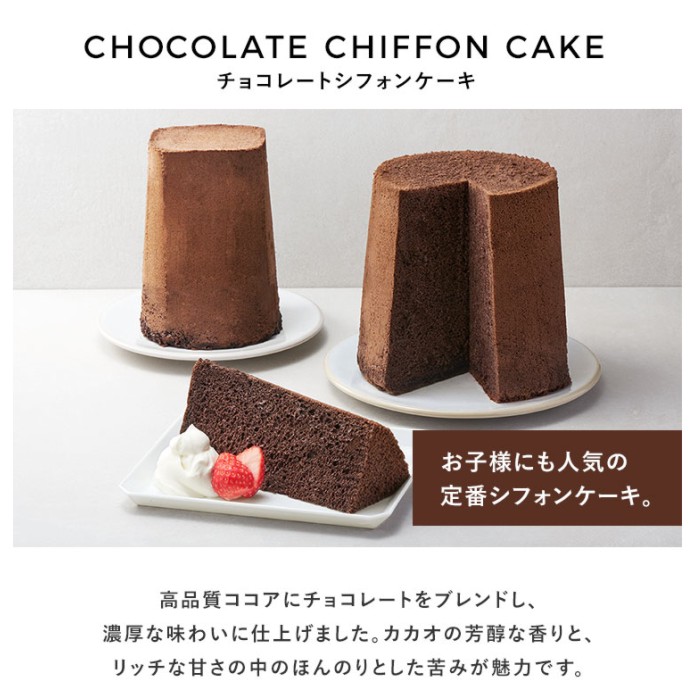 CHOCOLATE CHIFFON CAKE
チョコレートシフォンケーキ
お子様にも人気の
定番シフォンケーキ。
高品質ココアにチョコレートをブレンドし、
濃厚な味わいに仕上げました。カカオの芳醇な香りと、
リッチな甘さの中のほんのりとした苦みが魅力です。